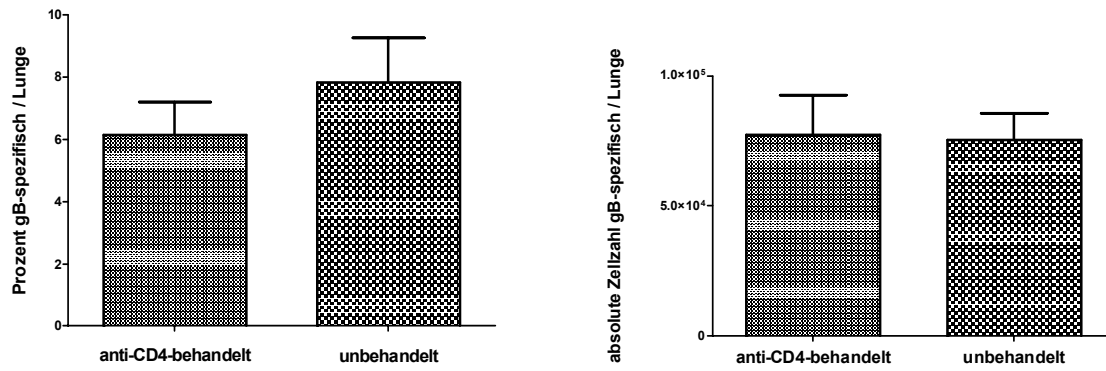 Prozent gB-spezifisch / Lunge
10
8
6
4
2
0
anti-CD4-behandelt unbehandelt
absolute Zellzahl gB-spezifisch / Lunge
1.0×10⁵
5.0×10⁴
0
anti-CD4-behandelt unbehandelt